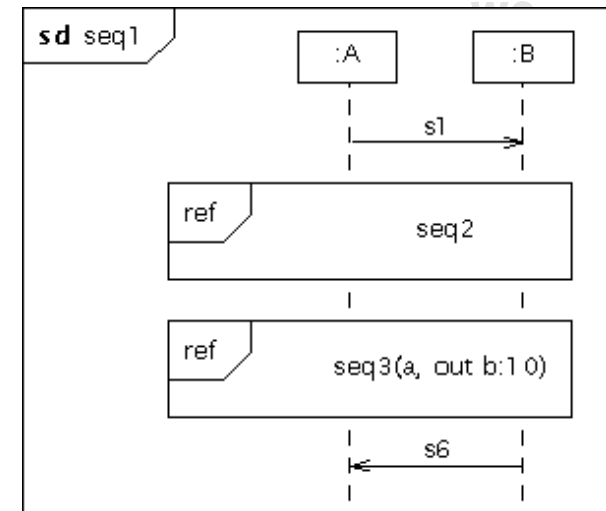 sd seq1
:A
:B
s1
ref
seq2
ref
seq3(a, out b:10)
s6